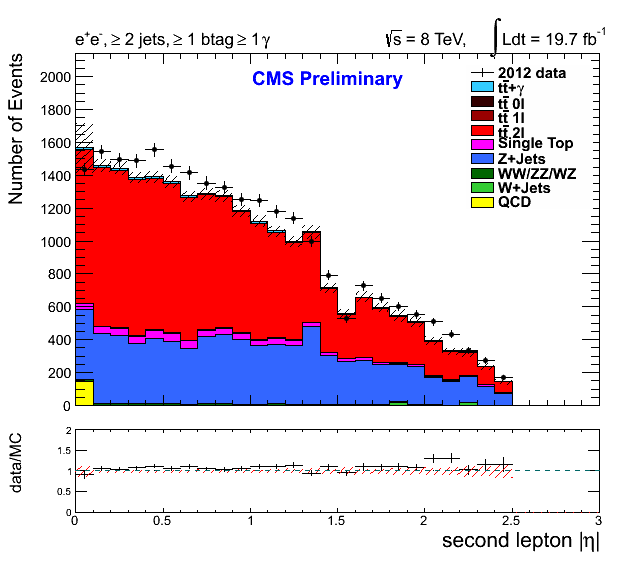 e⁺e⁻, ≥ 2 jets, ≥ 1 btag ≥ 1 γ
√s = 8 TeV, ∫ Ldt = 19.7 fb⁻¹
CMS Preliminary
2012 data
tt̄+γ
tt̄ 0l
tt̄ 1l
tt̄ 2l
Single Top
Z+Jets
WW/ZZ/WZ
W+Jets
QCD
Number of Events
2000
1800
1600
1400
1200
1000
800
600
400
200
0
data/MC
2
1.5
1
0.5
0
0 0.5 1 1.5 2 2.5 3
second lepton |η|